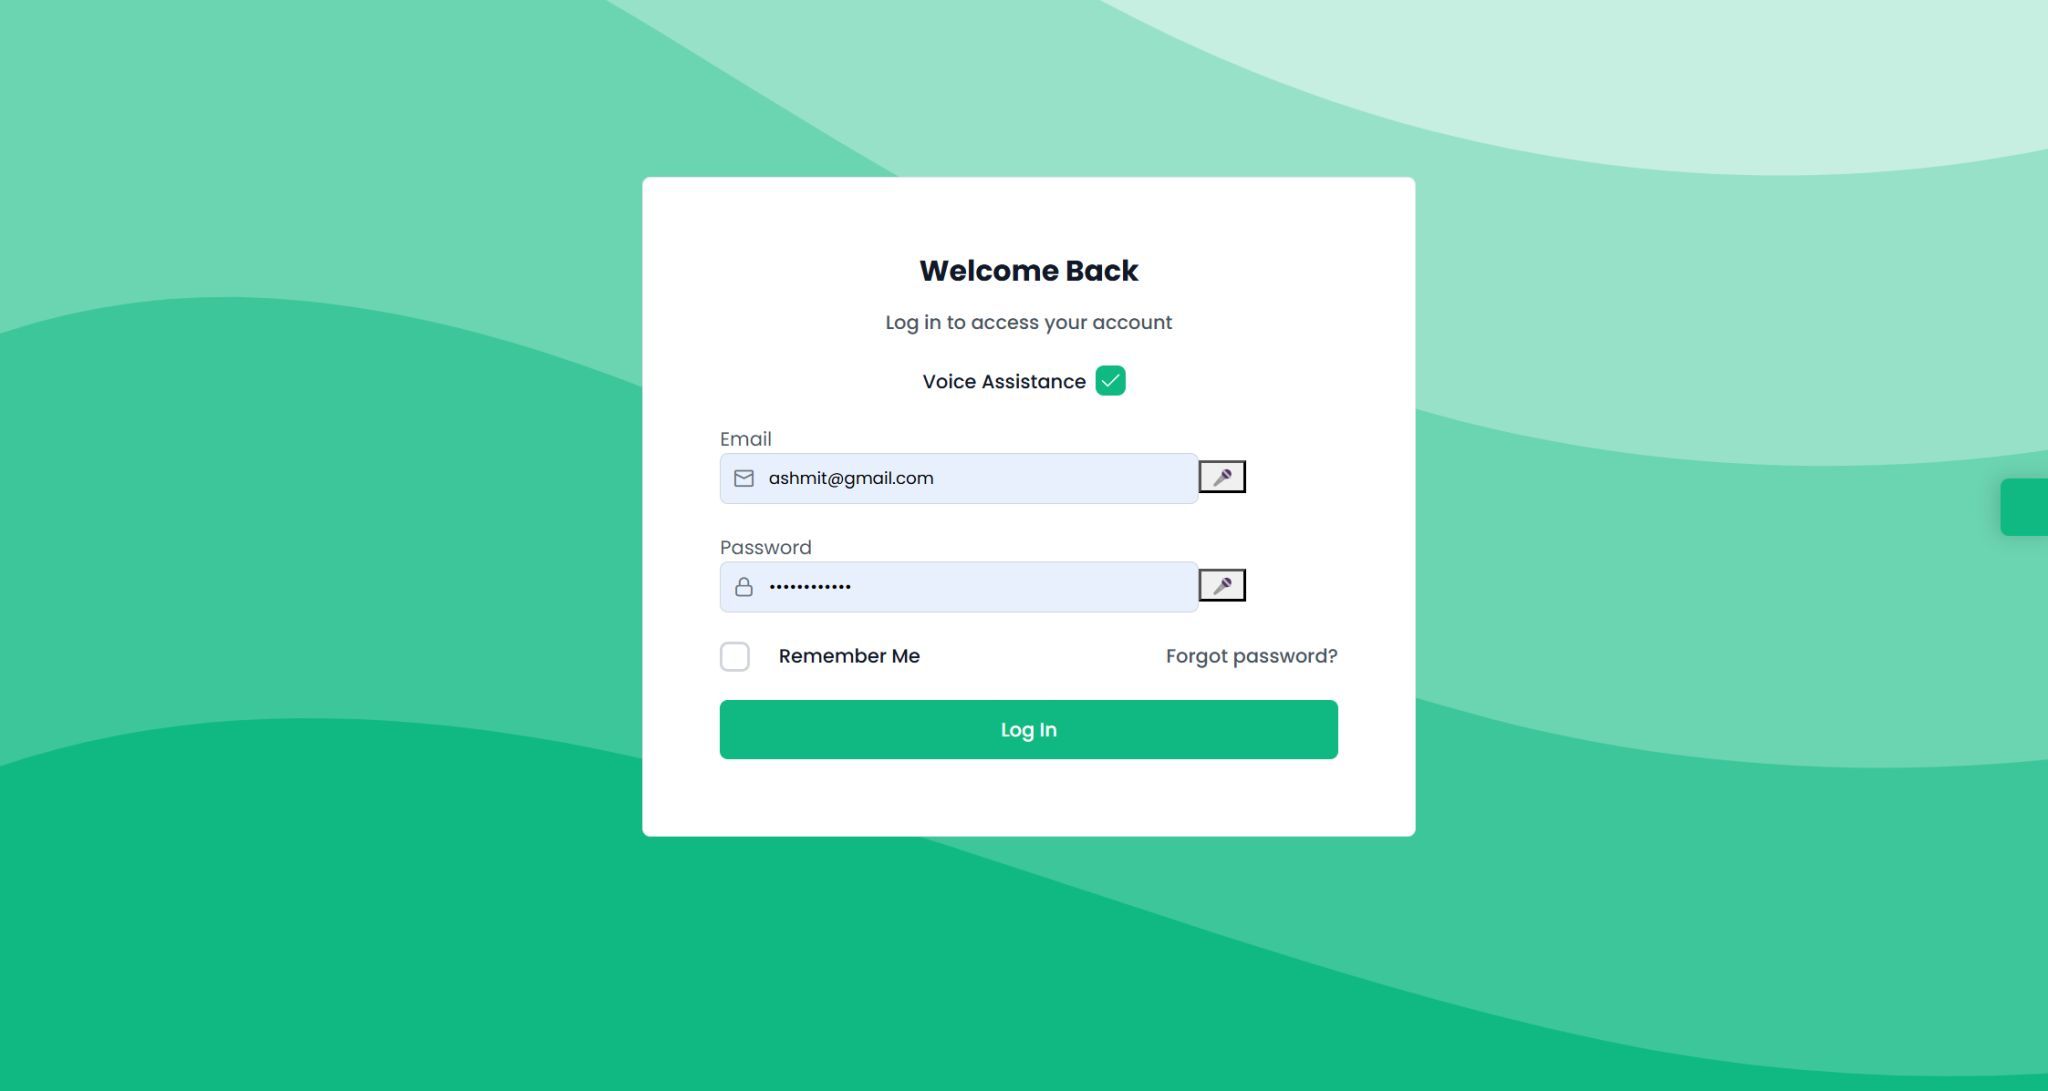 Welcome Back
Log in to access your account
Voice Assistance
Email
ashmit@gmail.com
Password
••••••••••••
Remember Me
Forgot password?
Log In